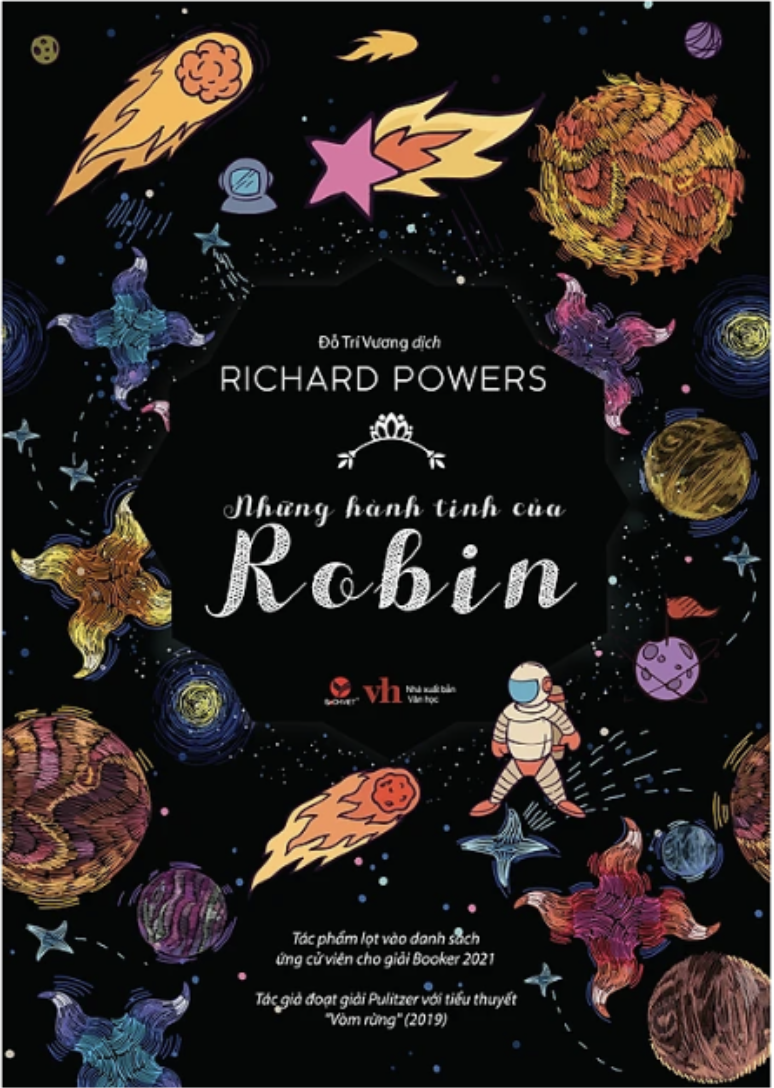 Đỗ Trí Vương dịch
RICHARD POWERS
Những hành tinh của
Robin
BACHVIET
vh
Nhà xuất bản
Văn học
Tác phẩm lọt vào danh sách
ứng cử viên cho giải Booker 2021
Tác giả đoạt giải Pulitzer với tiểu thuyết
"Vòm rừng" (2019)